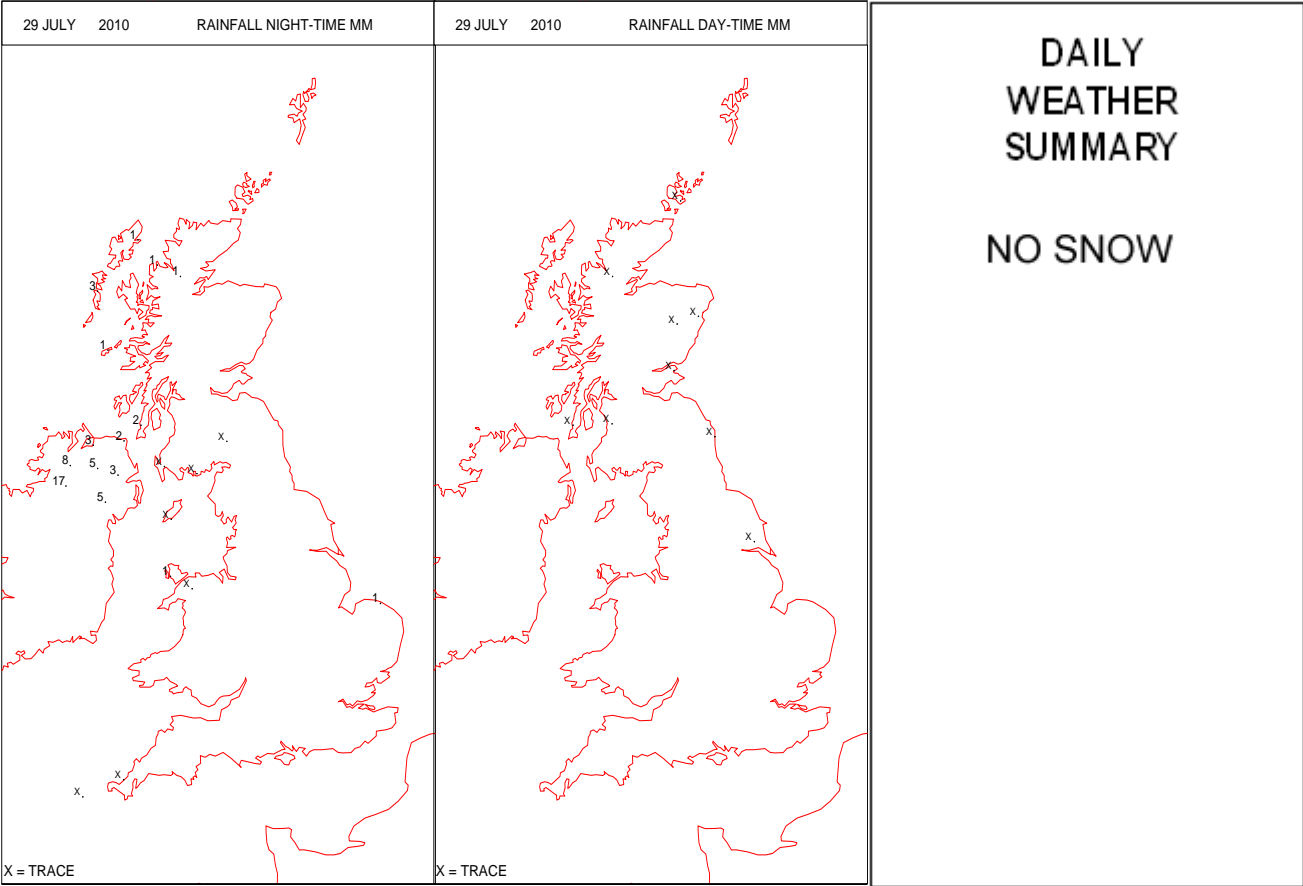 29 JULY 2010 RAINFALL NIGHT-TIME MM
1
1
1.
3
1
2
2.
3
X.
8.
5.
3.
X
X.
17.
5.
X
1
X.
1.
X.
X.
X = TRACE
29 JULY 2010 RAINFALL DAY-TIME MM
X.
X.
X.
X.
X.
X
X.
X.
X.
X = TRACE
DAILY
WEATHER
SUMMARY
NO SNOW